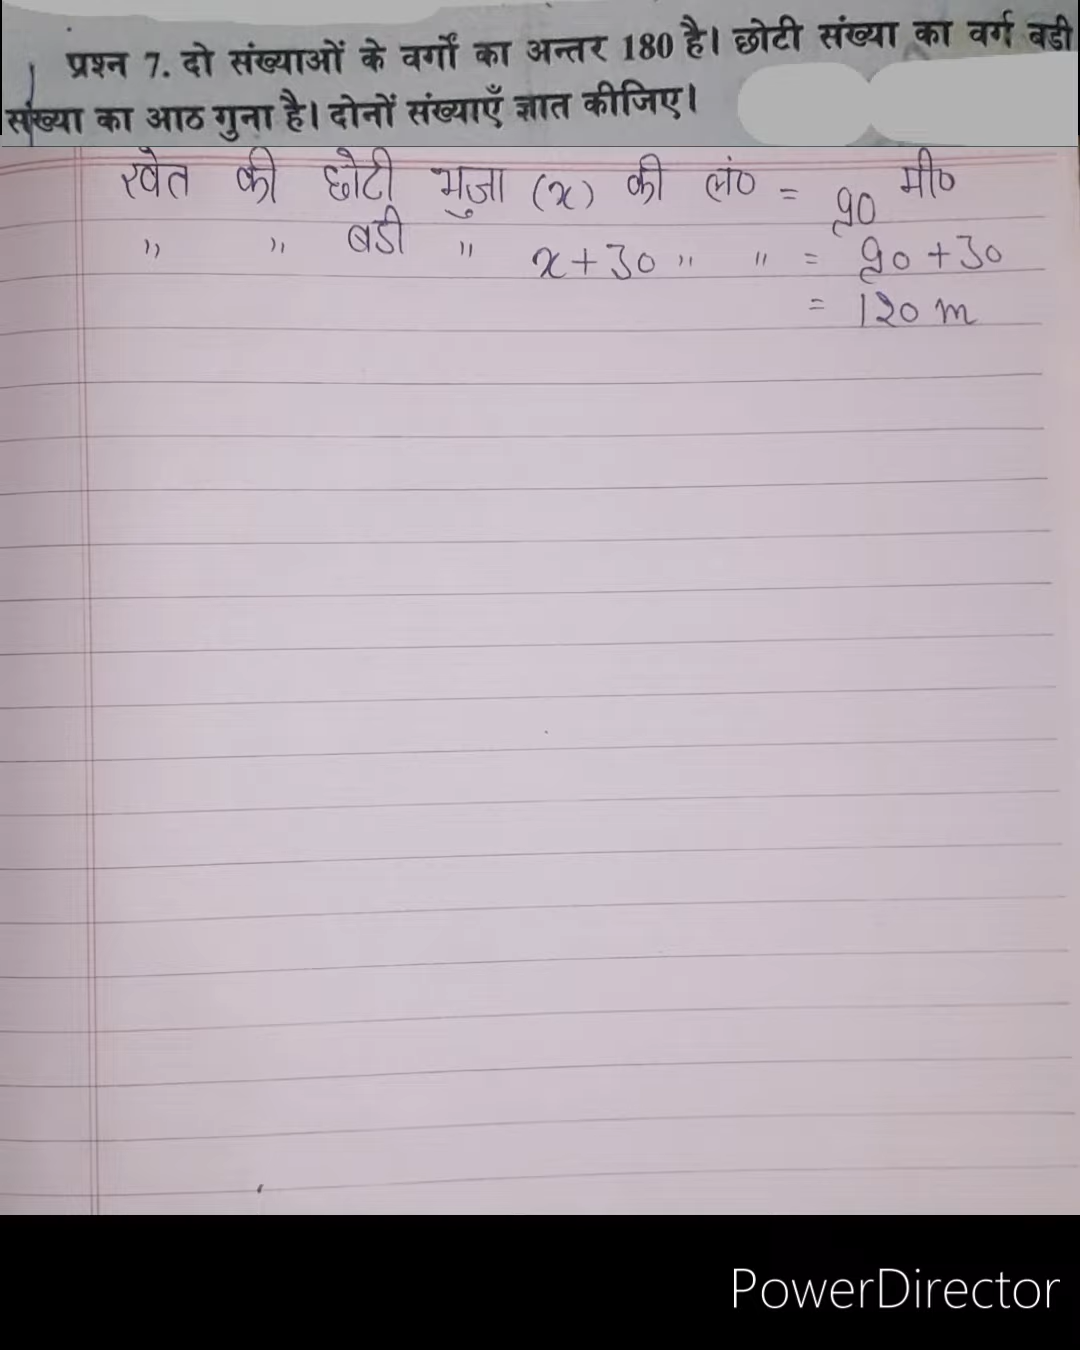 प्रश्न 7. दो संख्याओं के वर्गों का अन्तर 180 है। छोटी संख्या का वर्ग बडी
संख्या का आठ गुना है। दोनों संख्याएँ ज्ञात कीजिए।
खेत की छोटी भुजा (x) की लं० = 90 मी०
" " बडी " x+30 " " = 90+30
= 120 m
PowerDirector